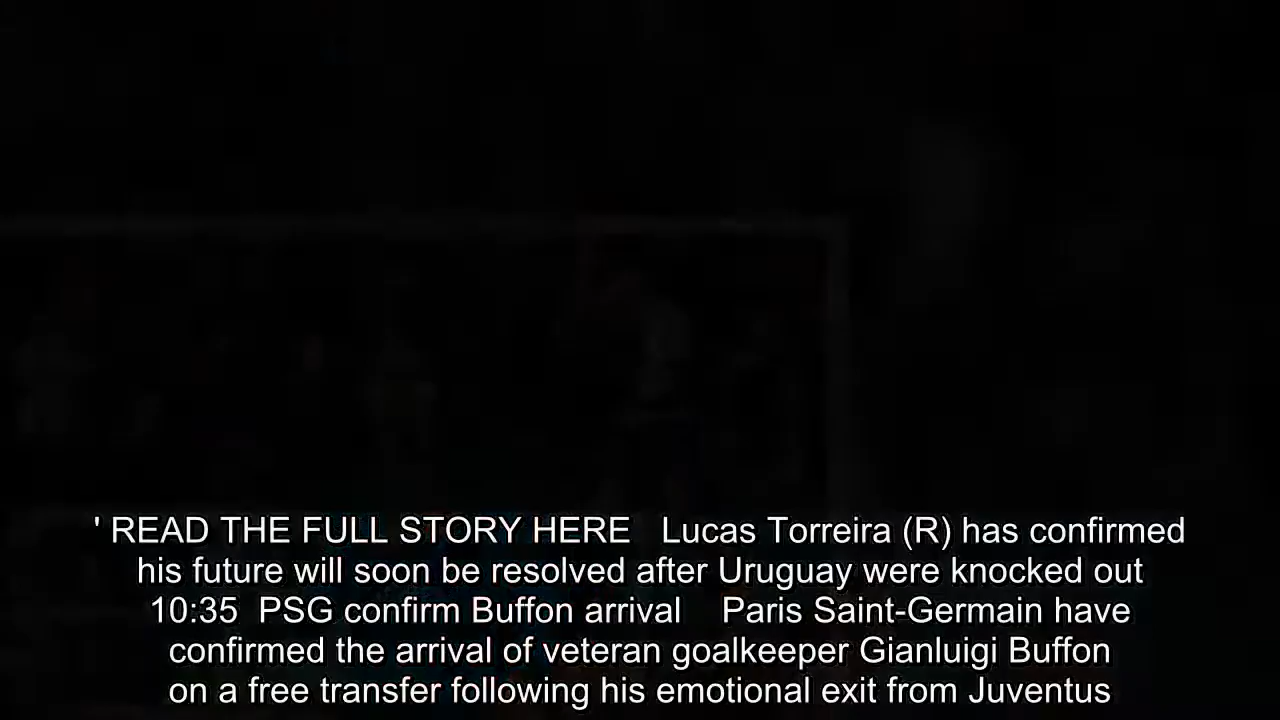 ' READ THE FULL STORY HERE   Lucas Torreira (R) has confirmed
his future will soon be resolved after Uruguay were knocked out
10:35  PSG confirm Buffon arrival    Paris Saint-Germain have
confirmed the arrival of veteran goalkeeper Gianluigi Buffon
on a free transfer following his emotional exit from Juventus